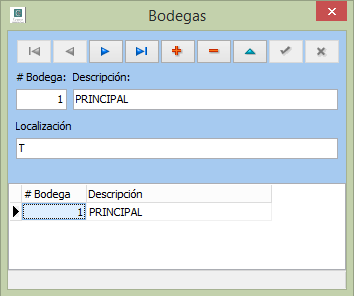 Bodegas
# Bodega: Descripción:
1 PRINCIPAL
Localización
T
# Bodega Descripción
1 PRINCIPAL